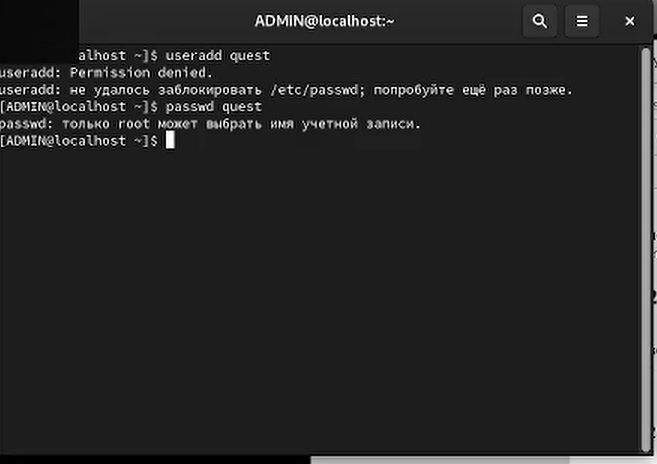 ADMIN@localhost:~
alhost ~]$ useradd quest
useradd: Permission denied.
useradd: не удалось заблокировать /etc/passwd; попробуйте ещё раз позже.
[ADMIN@localhost ~]$ passwd quest
passwd: только root может выбрать имя учетной записи.
[ADMIN@localhost ~]$